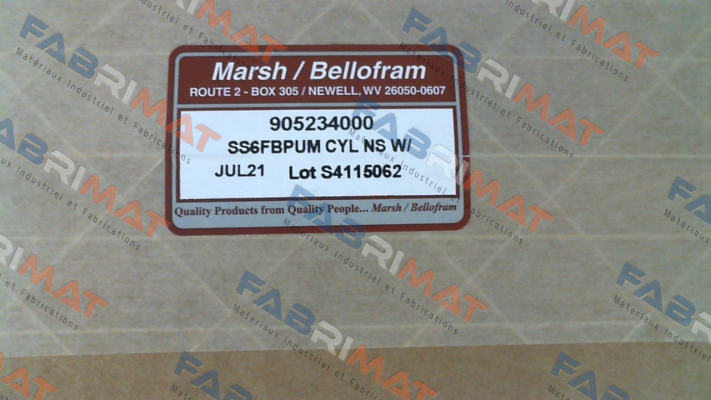 Marsh / Bellofram
ROUTE 2 - BOX 305 / NEWELL, WV 26050-0607
905234000
SS6FBPUM CYL NS W/
JUL21 Lot S4115062
Quality Products from Quality People... Marsh / Bellofram
FABRIMAT
Matériaux Industriel et Fabrications